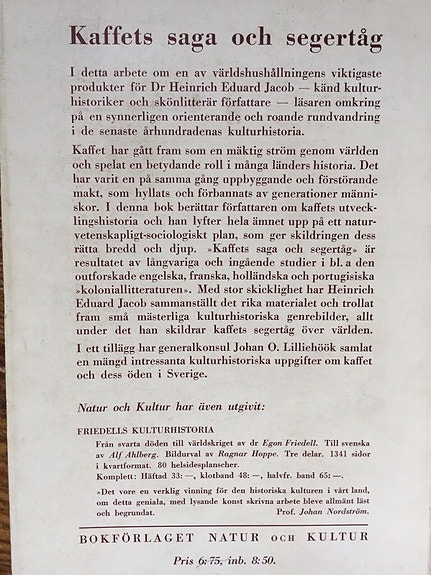 Kaffets saga och segertåg
I detta arbete om en av världshushållningens viktigaste
produkter för Dr Heinrich Eduard Jacob — känd kultur-
historiker och skönlitterär författare — läsaren omkring
på en synnerligen orienterande och roande rundvandring
i de senaste århundradenas kulturhistoria.
Kaffet har gått fram som en mäktig ström genom världen
och spelat en betydande roll i många länders historia. Det
har varit en på samma gång uppbyggande och förstörande
makt, som hyllats och förbannats av generationer männi-
skor. I denna bok berättar författaren om kaffets utveck-
lingshistoria och han lyfter hela ämnet upp på ett natur-
vetenskapligt-sociologiskt plan, som ger skildringen dess
rätta bredd och djup. »Kaffets saga och segertåg» är
resultatet av långvariga och ingående studier i bl. a den
outforskade engelska, franska, holländska och portugisiska
»koloniallitteraturen». Med stor skicklighet har Heinrich
Eduard Jacob sammanställt det rika materialet och trollat
fram små mästerliga kulturhistoriska genrebilder, allt
under det han skildrar kaffets segertåg över världen.
I ett tillägg har generalkonsul Johan O. Lilliehöök samlat
en mängd intressanta kulturhistoriska uppgifter om kaffet
och dess öden i Sverige.
Natur och Kultur har även utgivit:
FRIEDELLS KULTURHISTORIA
Från svarta döden till världskriget av dr Egon Friedell. Till svenska
av Alf Ahlberg. Bildurval av Ragnar Hoppe. Tre delar. 1341 sidor
i kvartformat. 80 helsidesplanscher.
Komplett: Häftad 33: —, klotband 48: —, halvfr. band 65: —.
»Det vore en verklig vinning för den historiska kulturen i vårt land,
om detta geniala, med lysande konst skrivna arbete bleve allmänt läst
och begrundat. Prof. Johan Nordström.
BOKFÖRLAGET NATUR OCH KULTUR
Pris 6: 75, inb. 8: 50.